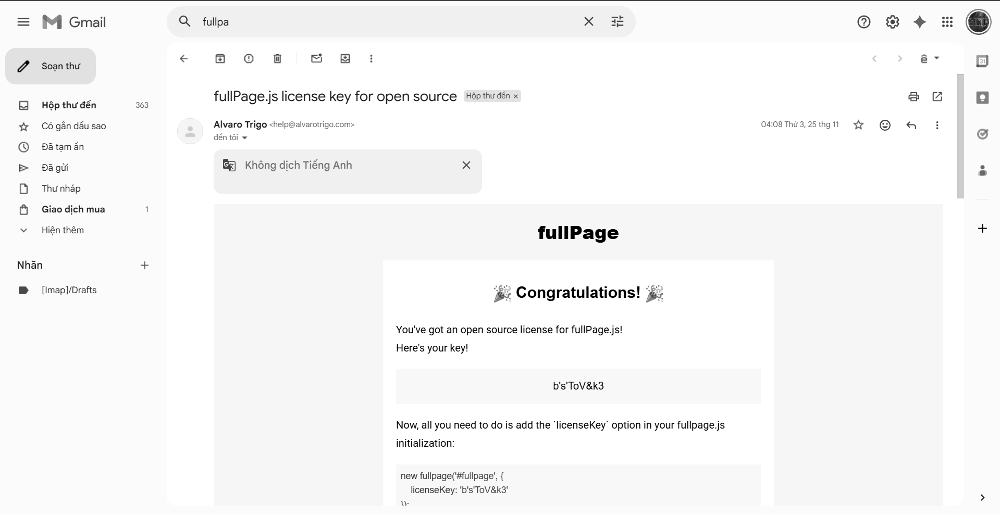 Gmail
fullpa
Soạn thư
Hộp thư đến 363
Có gắn dấu sao
Đã tạm ẩn
Đã gửi
Thư nháp
Giao dịch mua 1
Hiện thêm
Nhãn
[Imap]/Drafts
fullPage.js license key for open source Hộp thư đến ×
Alvaro Trigo <help@alvarotrigo.com> 04:08 Thứ 3, 25 thg 11
đến tôi
Không dịch Tiếng Anh
fullPage
🎉 Congratulations! 🎉
You've got an open source license for fullPage.js!
Here's your key!
b's'ToV&k3
Now, all you need to do is add the `licenseKey` option in your fullpage.js
initialization:
new fullpage('#fullpage', {
licenseKey: 'b's'ToV&k3'
});
ê
31